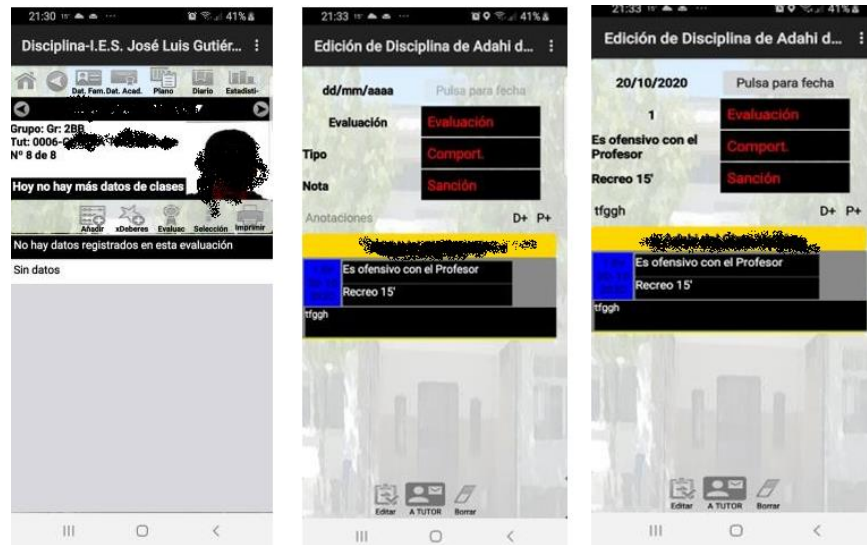 21:30
41%
Disciplina-I.E.S. José Luis Gutiér...
Dat. Fam. Dat. Acad. Plano Diario Estadísti-
Grupo: Gr: 2BB
Tut: 0006-
Nº 8 de 8
Hoy no hay más datos de clases
Añadir xDeberes Evaluac Selección Imprimir
No hay datos registrados en esta evaluación
Sin datos
21:33
41%
Edición de Disciplina de Adahi d...
dd/mm/aaaa Pulsa para fecha
Evaluación Evaluación
Tipo Comport.
Nota Sanción
Anotaciones D+ P+
Es ofensivo con el Profesor
Recreo 15'
tfggh
Editar A TUTOR Borrar
21:33
41%
Edición de Disciplina de Adahi d...
20/10/2020 Pulsa para fecha
1 Evaluación
Es ofensivo con el
Profesor Comport.
Recreo 15' Sanción
tfggh D+ P+
Es ofensivo con el Profesor
Recreo 15'
tfggh
Editar A TUTOR Borrar